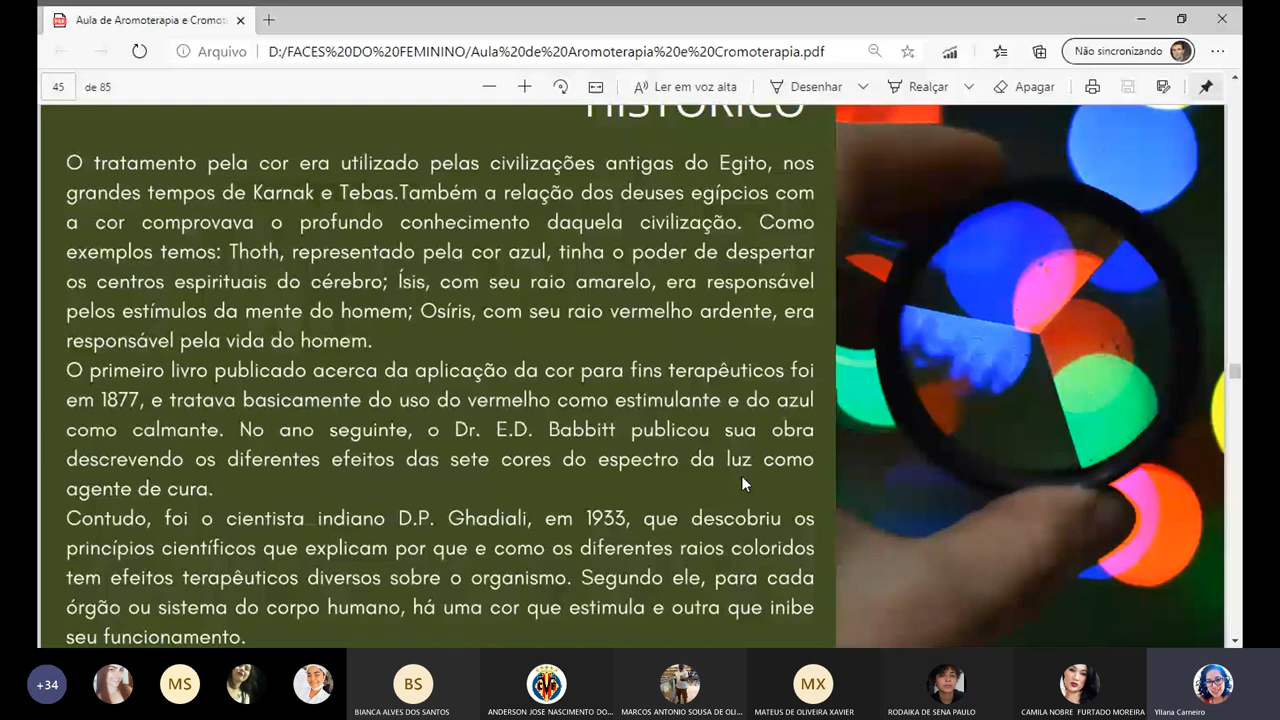 Aula de Aromoterapia e Cromot
Arquivo
D:/FACES%20DO%20FEMININO/Aula%20de%20Aromoterapia%20e%20Cromoterapia.pdf
Não sincronizando
45 de 85
Ler em voz alta
Desenhar
Realçar
Apagar
HISTÓRICO
O tratamento pela cor era utilizado pelas civilizações antigas do Egito, nos
grandes tempos de Karnak e Tebas.Também a relação dos deuses egípcios com
a cor comprovava o profundo conhecimento daquela civilização. Como
exemplos temos: Thoth, representado pela cor azul, tinha o poder de despertar
os centros espirituais do cérebro; Ísis, com seu raio amarelo, era responsável
pelos estímulos da mente do homem; Osíris, com seu raio vermelho ardente, era
responsável pela vida do homem.
O primeiro livro publicado acerca da aplicação da cor para fins terapêuticos foi
em 1877, e tratava basicamente do uso do vermelho como estimulante e do azul
como calmante. No ano seguinte, o Dr. E.D. Babbitt publicou sua obra
descrevendo os diferentes efeitos das sete cores do espectro da luz como
agente de cura.
Contudo, foi o cientista indiano D.P. Ghadiali, em 1933, que descobriu os
princípios científicos que explicam por que e como os diferentes raios coloridos
tem efeitos terapêuticos diversos sobre o organismo. Segundo ele, para cada
órgão ou sistema do corpo humano, há uma cor que estimula e outra que inibe
seu funcionamento.
+34
MS
BS
MX
BIANCA ALVES DOS SANTOS
ANDERSON JOSE NASCIMENTO DO...
MARCOS ANTONIO SOUSA DE OLI...
MATEUS DE OLIVEIRA XAVIER
RODAIKA DE SENA PAULO
CAMILA NOBRE FURTADO MOREIRA
Yllana Carneiro